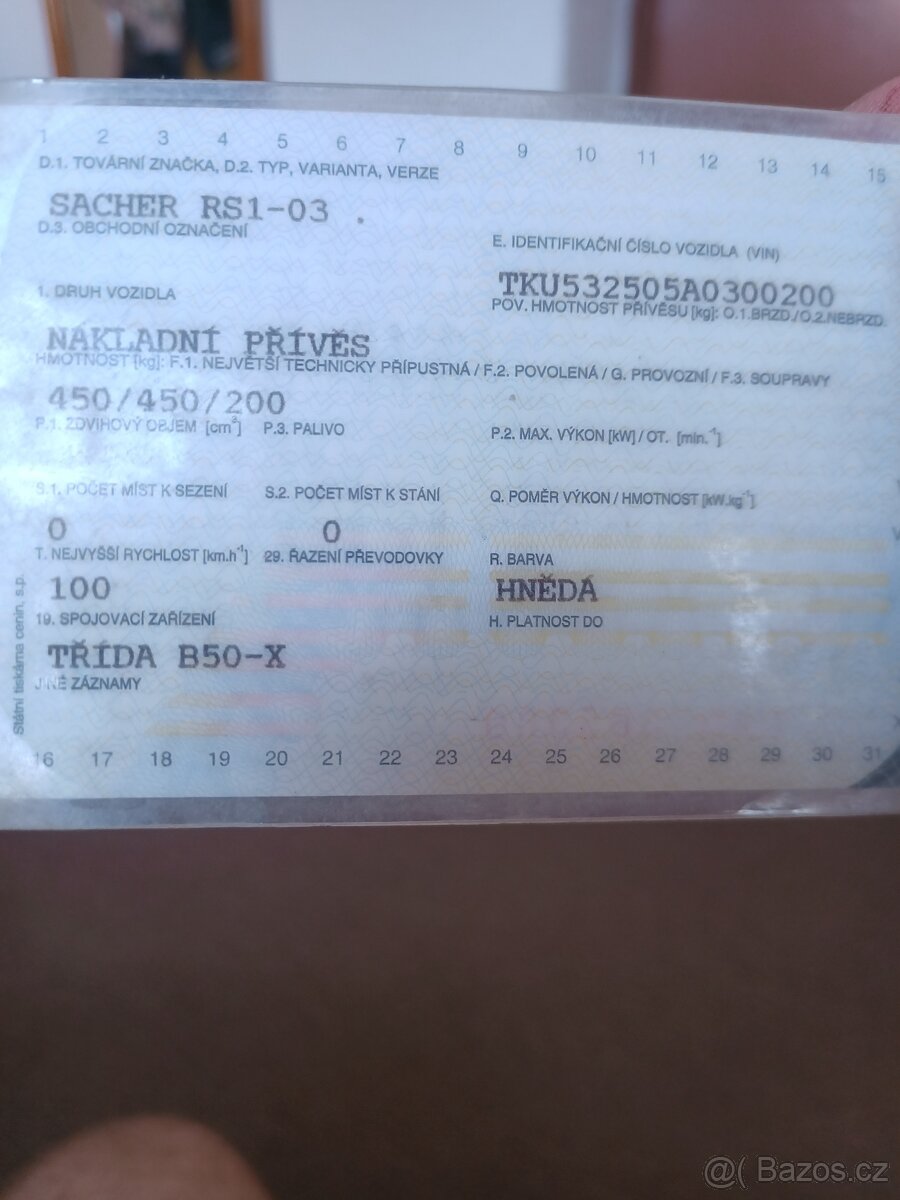 1 2 3 4 5 6 7 8 9 10 11 12 13 14 15
D.1. TOVÁRNÍ ZNAČKA, D.2. TYP, VARIANTA, VERZE
SACHER RS1-03 .
D.3. OBCHODNÍ OZNAČENÍ
E. IDENTIFIKAČNÍ ČÍSLO VOZIDLA (VIN)
TKU532505A0300200
1. DRUH VOZIDLA
POV. HMOTNOST PŘÍVĚSU [kg]: O.1.BRZD./O.2.NEBRZD.
NÁKLADNÍ PŘÍVĚS
HMOTNOST [kg]: F.1. NEJVĚTŠÍ TECHNICKY PŘÍPUSTNÁ / F.2. POVOLENÁ / G. PROVOZNÍ / F.3. SOUPRAVY
450/450/200
P.1. ZDVIHOVÝ OBJEM [cm³] P.3. PALIVO
P.2. MAX. VÝKON [kW] / OT. [min.⁻¹]
S.1. POČET MÍST K SEZENÍ S.2. POČET MÍST K STÁNÍ
Q. POMĚR VÝKON / HMOTNOST [kW.kg⁻¹]
0 0
T. NEJVYŠŠÍ RYCHLOST [km.h⁻¹] 29. ŘAZENÍ PŘEVODOVKY R. BARVA
100 HNĚDÁ
19. SPOJOVACÍ ZAŘÍZENÍ H. PLATNOST DO
TŘÍDA B50-X
JINÉ ZÁZNAMY
Státní tiskárna cenin, s.p.
16 17 18 19 20 21 22 23 24 25 26 27 28 29 30 31
@( Bazos.cz